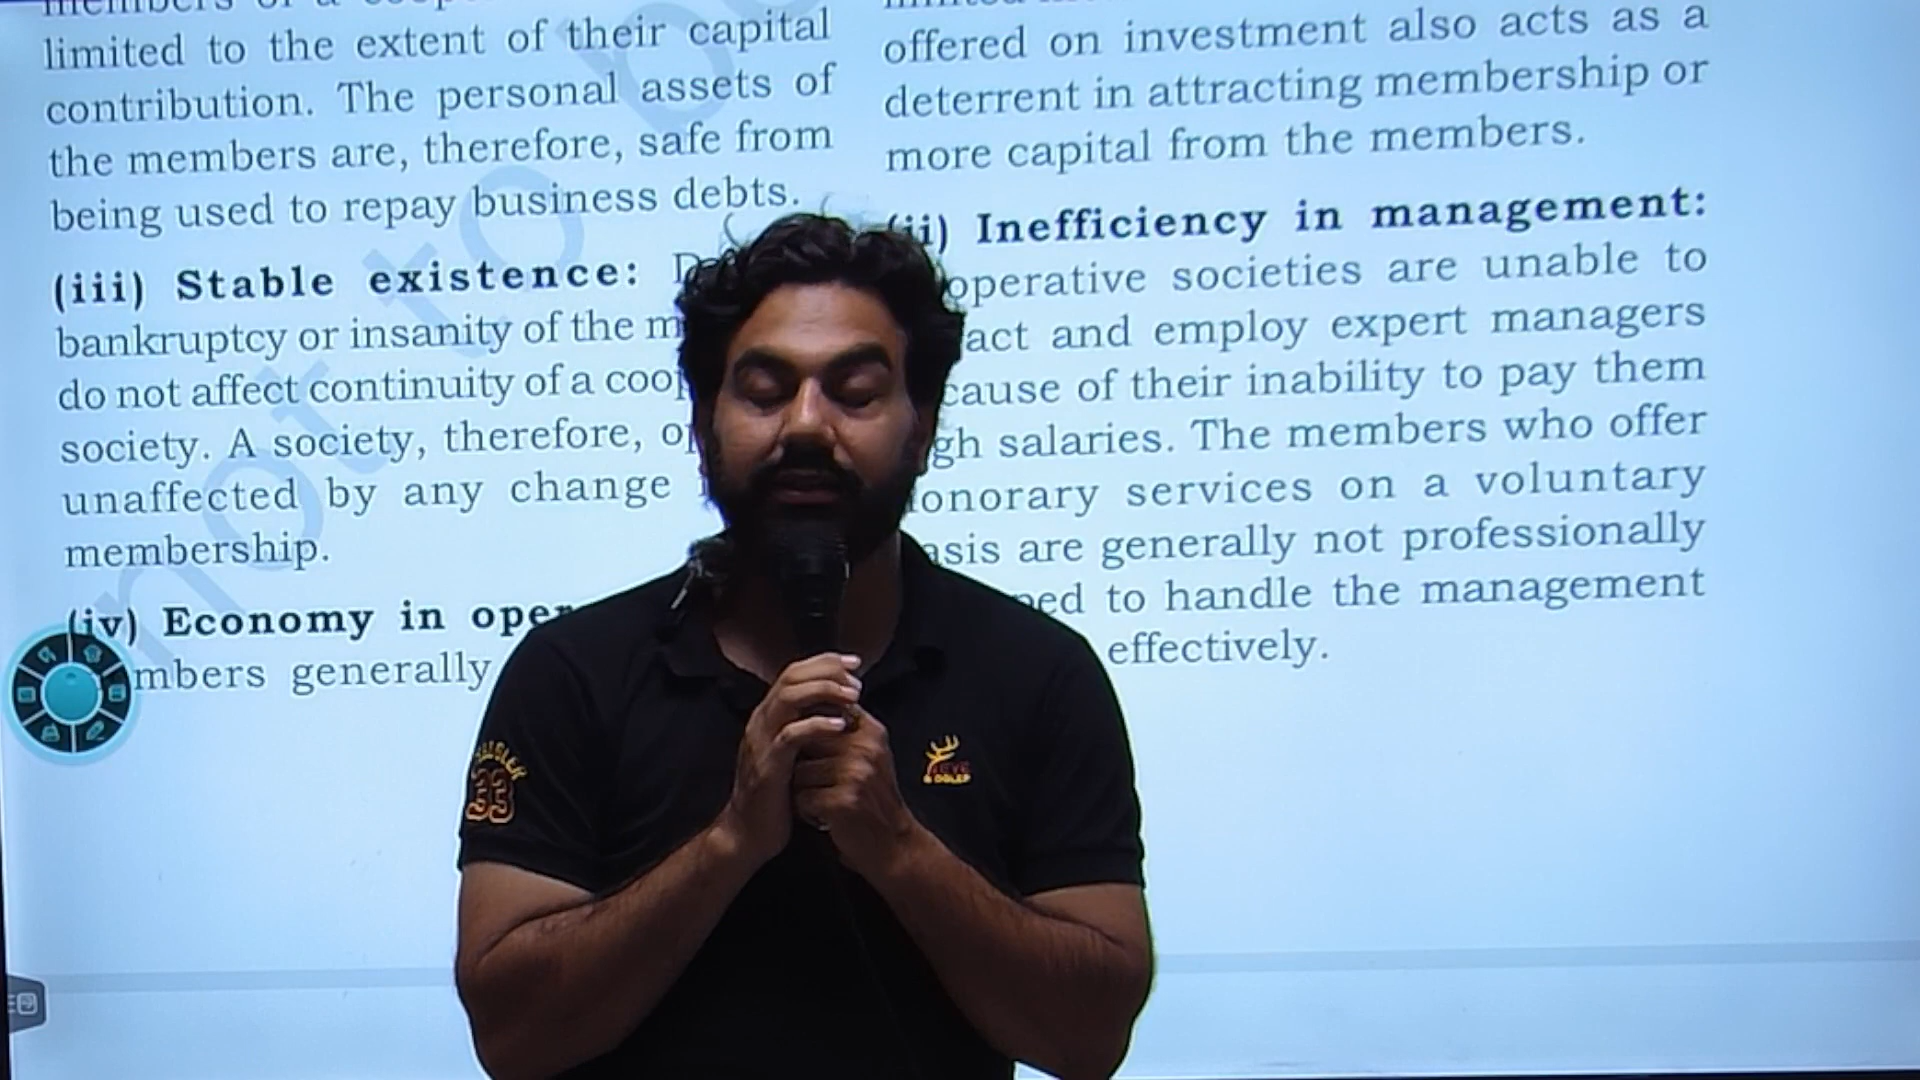 limited to the extent of their capital
contribution. The personal assets of
the members are, therefore, safe from
being used to repay business debts.
(iii) Stable existence:
bankruptcy or insanity of the
do not affect continuity of a
society. A society, therefore,
unaffected by any change
membership.
(iv) Economy in
generally
offered on investment also acts as a
deterrent in attracting membership or
more capital from the members.
(ii) Inefficiency in management:
operative societies are unable to
act and employ expert managers
cause of their inability to pay them
gh salaries. The members who offer
onorary services on a voluntary
asis are generally not professionally
to handle the management
effectively.
not to be
33